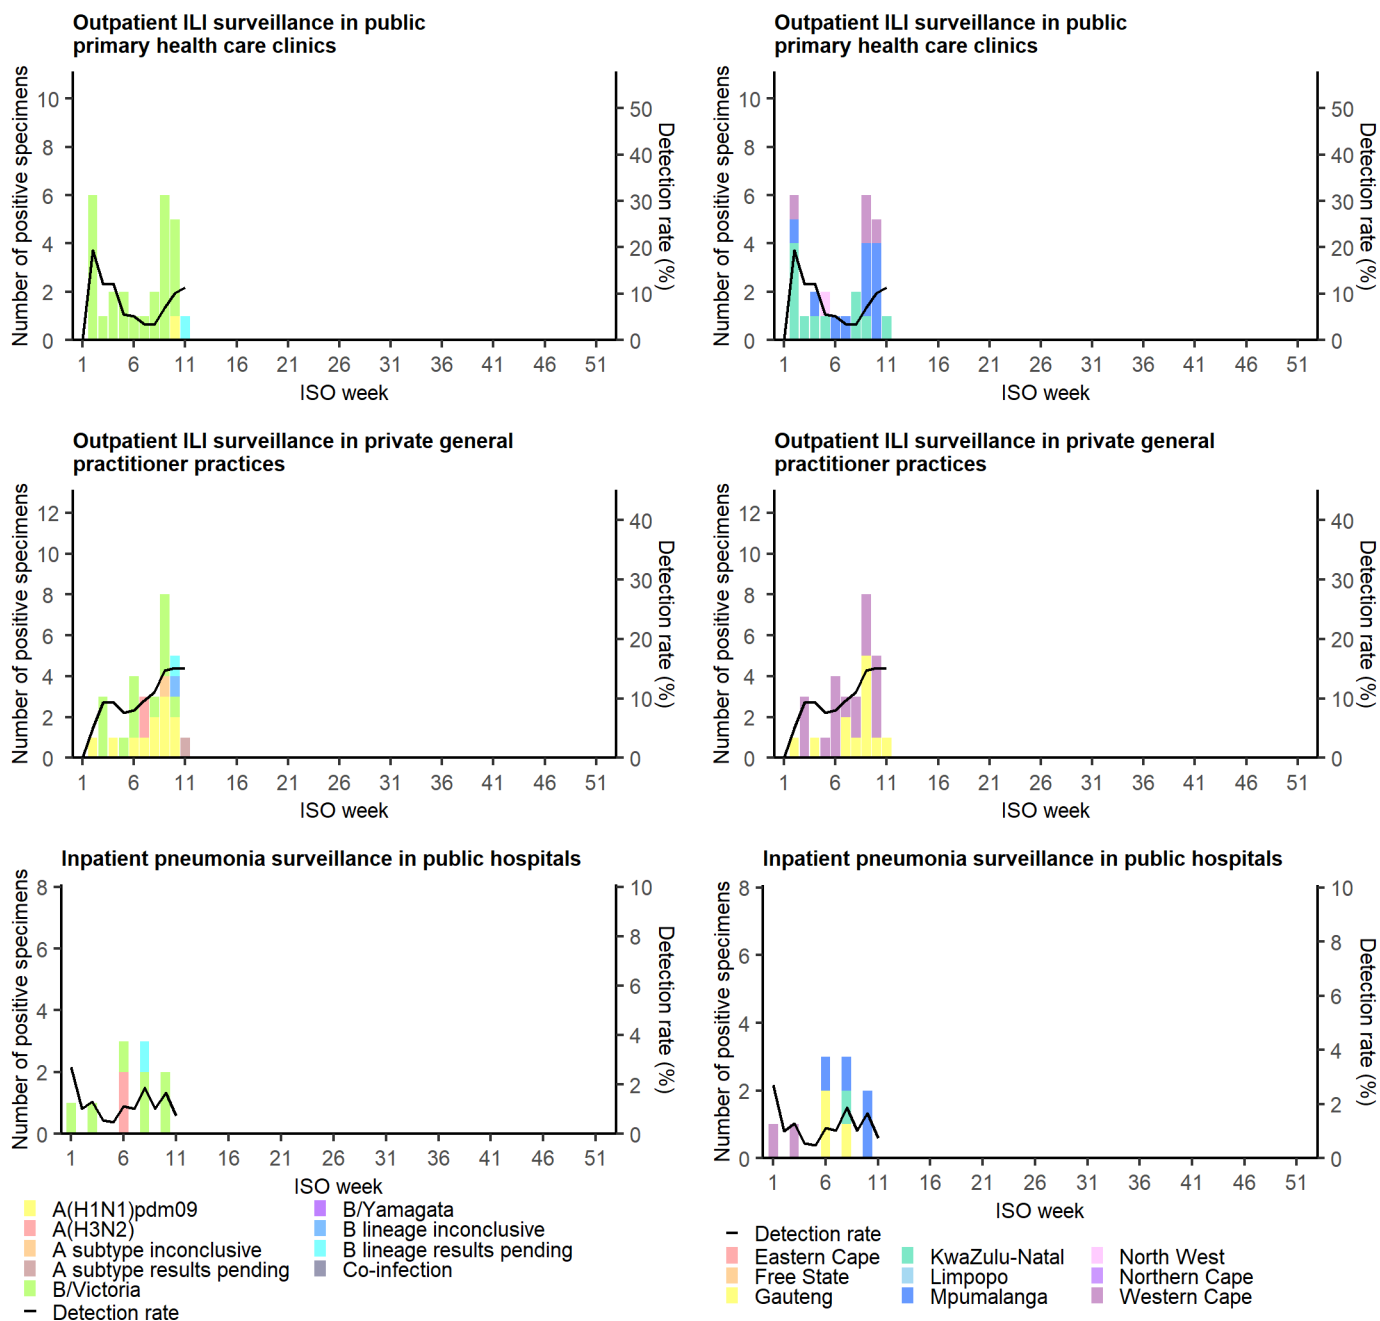 Outpatient ILI surveillance in public
primary health care clinics
Number of positive specimens
10
8
6
4
2
0
50
40
30
20
10
0
Detection rate (%)
1 6 11 16 21 26 31 36 41 46 51
ISO week
Outpatient ILI surveillance in public
primary health care clinics
Number of positive specimens
10
8
6
4
2
0
50
40
30
20
10
0
Detection rate (%)
1 6 11 16 21 26 31 36 41 46 51
ISO week
Outpatient ILI surveillance in private general
practitioner practices
Number of positive specimens
12
10
8
6
4
2
0
40
30
20
10
0
Detection rate (%)
1 6 11 16 21 26 31 36 41 46 51
ISO week
Outpatient ILI surveillance in private general
practitioner practices
Number of positive specimens
12
10
8
6
4
2
0
40
30
20
10
0
Detection rate (%)
1 6 11 16 21 26 31 36 41 46 51
ISO week
Inpatient pneumonia surveillance in public hospitals
Number of positive specimens
8
6
4
2
0
10
8
6
4
2
0
Detection rate (%)
1 6 11 16 21 26 31 36 41 46 51
ISO week
A(H1N1)pdm09
A(H3N2)
A subtype inconclusive
A subtype results pending
B/Victoria
Detection rate
B/Yamagata
B lineage inconclusive
B lineage results pending
Co-infection
Inpatient pneumonia surveillance in public hospitals
Number of positive specimens
8
6
4
2
0
10
8
6
4
2
0
Detection rate (%)
1 6 11 16 21 26 31 36 41 46 51
ISO week
Detection rate
Eastern Cape
Free State
Gauteng
KwaZulu-Natal
Limpopo
Mpumalanga
North West
Northern Cape
Western Cape